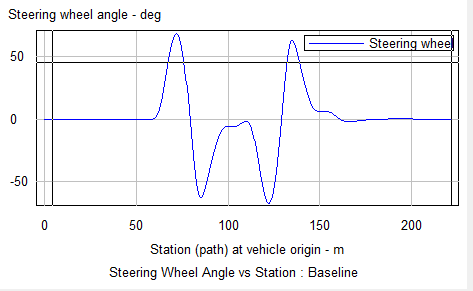 Steering wheel angle - deg
Steering wheel
50
0
-50
0 50 100 150 200
Station (path) at vehicle origin - m
Steering Wheel Angle vs Station : Baseline